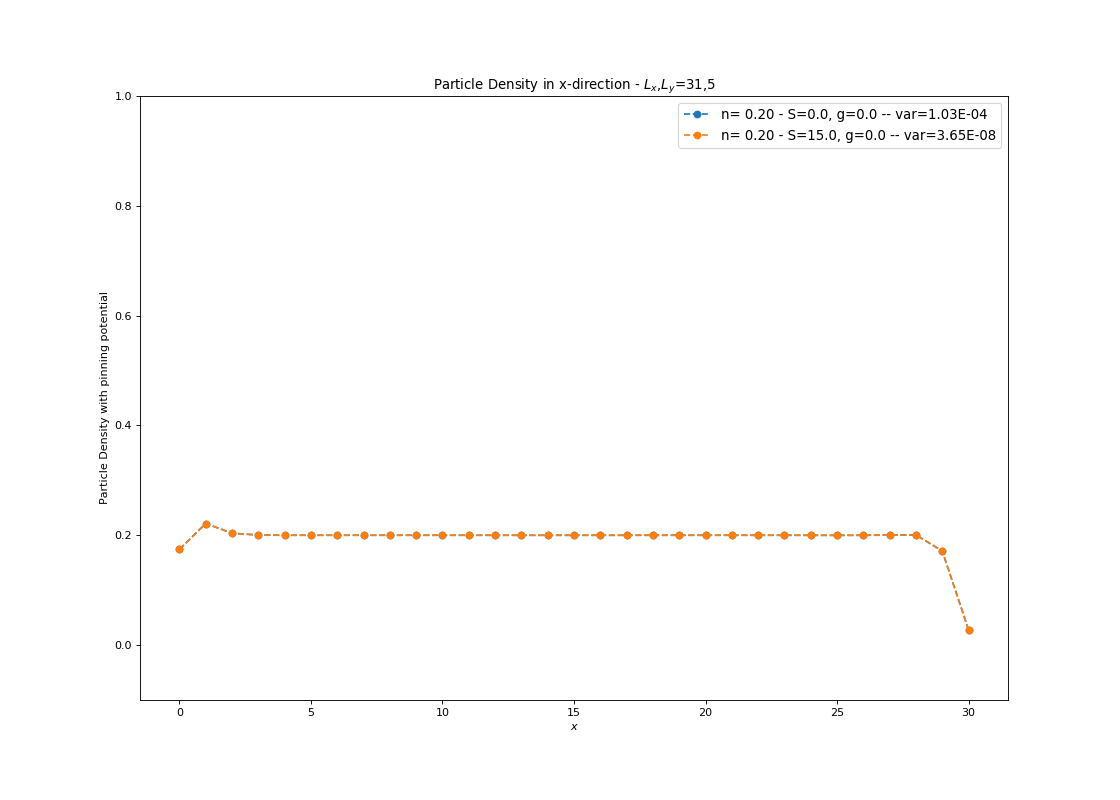 Particle Density in x-direction - Lx,Ly=31,5
n= 0.20 - S=0.0, g=0.0 -- var=1.03E-04
n= 0.20 - S=15.0, g=0.0 -- var=3.65E-08
Particle Density with pinning potential
1.0
0.8
0.6
0.4
0.2
0.0
0 5 10 15 20 25 30
x